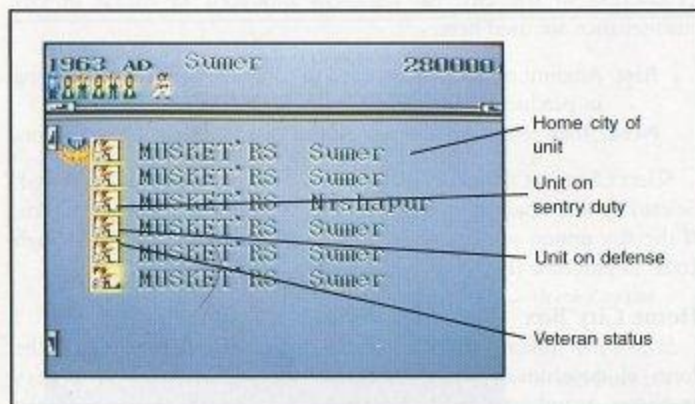 1963 AD Sumer 280000
MUSKET'RS Sumer
MUSKET'RS Sumer
MUSKET'RS Nishapur
MUSKET'RS Sumer
MUSKET'RS Sumer
MUSKET'RS Sumer
Home city of
unit
Unit on
sentry duty
Unit on defense
Veteran status